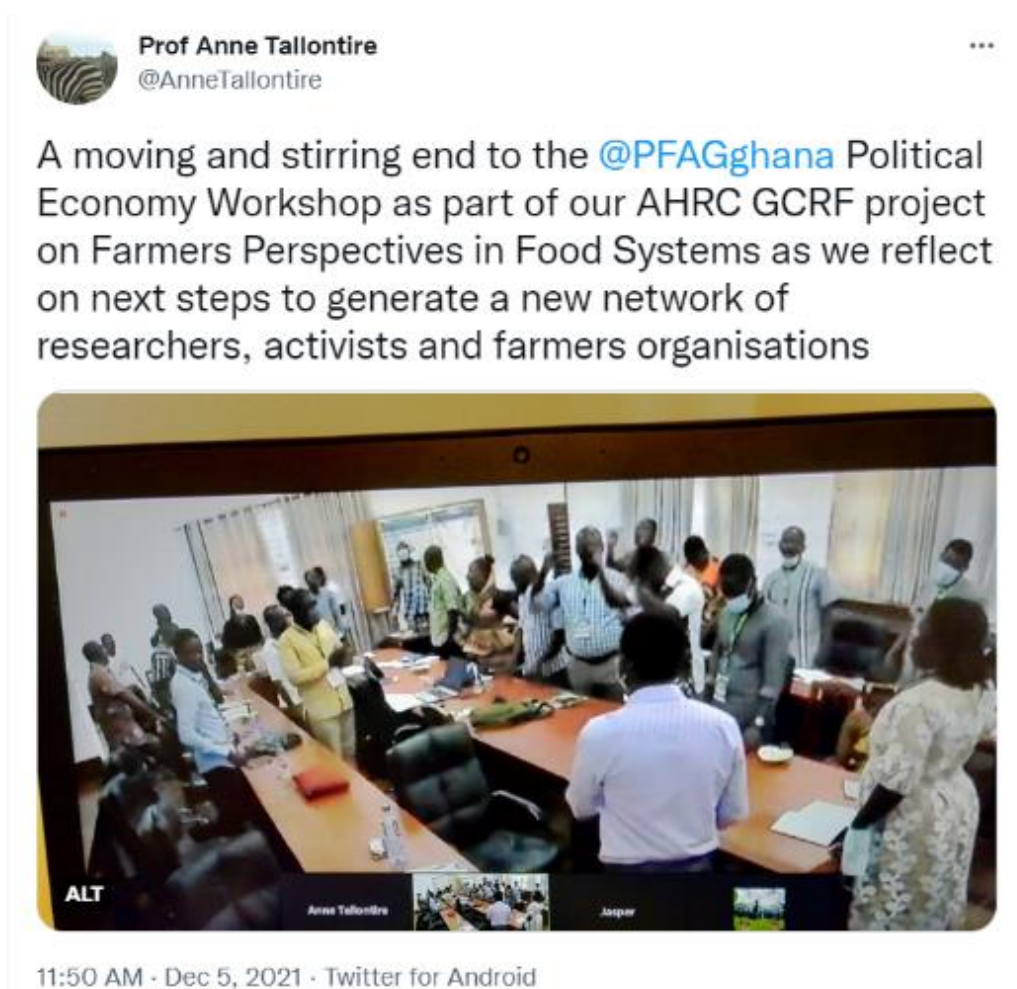 Prof Anne Tallontire
@AnneTallontire
A moving and stirring end to the @PFAGghana Political
Economy Workshop as part of our AHRC GCRF project
on Farmers Perspectives in Food Systems as we reflect
on next steps to generate a new network of
researchers, activists and farmers organisations
ALT
Anne Tallontire
Jaspar
11:50 AM · Dec 5, 2021 · Twitter for Android